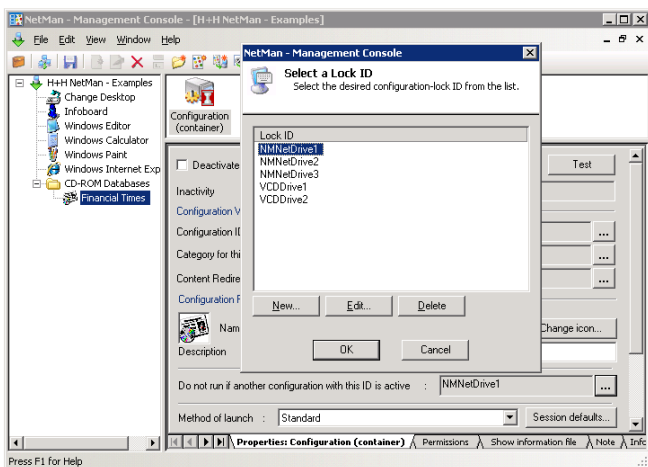 NetMan - Management Console - [H+H NetMan - Examples]
File Edit View Window Help
H+H NetMan - Examples
Change Desktop
Infoboard
Windows Editor
Windows Calculator
Windows Paint
Windows Internet Exp
CD-ROM Databases
Financial Times
Configuration
(container)
NetMan - Management Console
Select a Lock ID
Select the desired configuration-lock ID from the list.
Lock ID
NMNetDrive1
NMNetDrive2
NMNetDrive3
VCDDrive1
VCDDrive2
New... Edit... Delete
OK Cancel
Deactivate
Test
Inactivity
Configuration V
Configuration ID
...
Category for thi
...
Content Redire
...
Configuration F
Nam
Change icon...
Description
Do not run if another configuration with this ID is active : NMNetDrive1 ...
Method of launch : Standard Session defaults...
Properties: Configuration (container) Permissions Show information file Note Info
Press F1 for Help